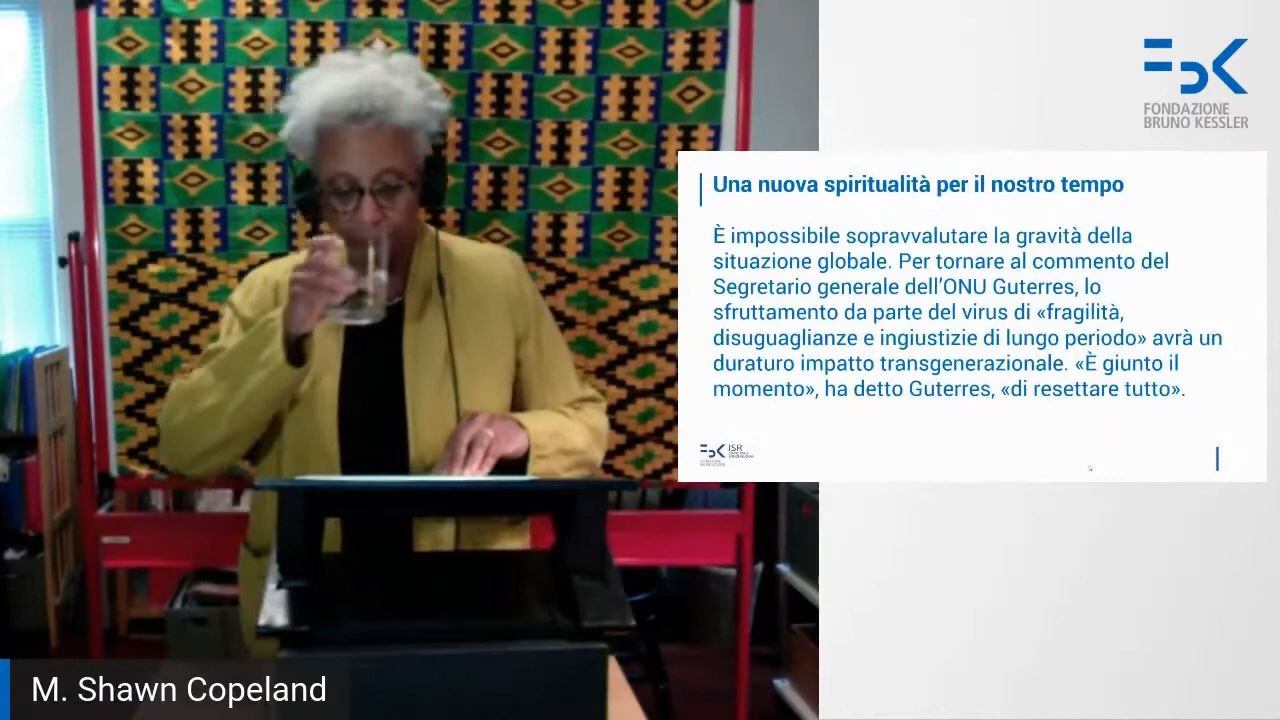 FONDAZIONE
BRUNO KESSLER
Una nuova spiritualità per il nostro tempo
È impossibile sopravvalutare la gravità della
situazione globale. Per tornare al commento del
Segretario generale dell'ONU Guterres, lo
sfruttamento da parte del virus di «fragilità,
disuguaglianze e ingiustizie di lungo periodo» avrà un
duraturo impatto transgenerazionale. «È giunto il
momento», ha detto Guterres, «di resettare tutto».
ISR
M. Shawn Copeland